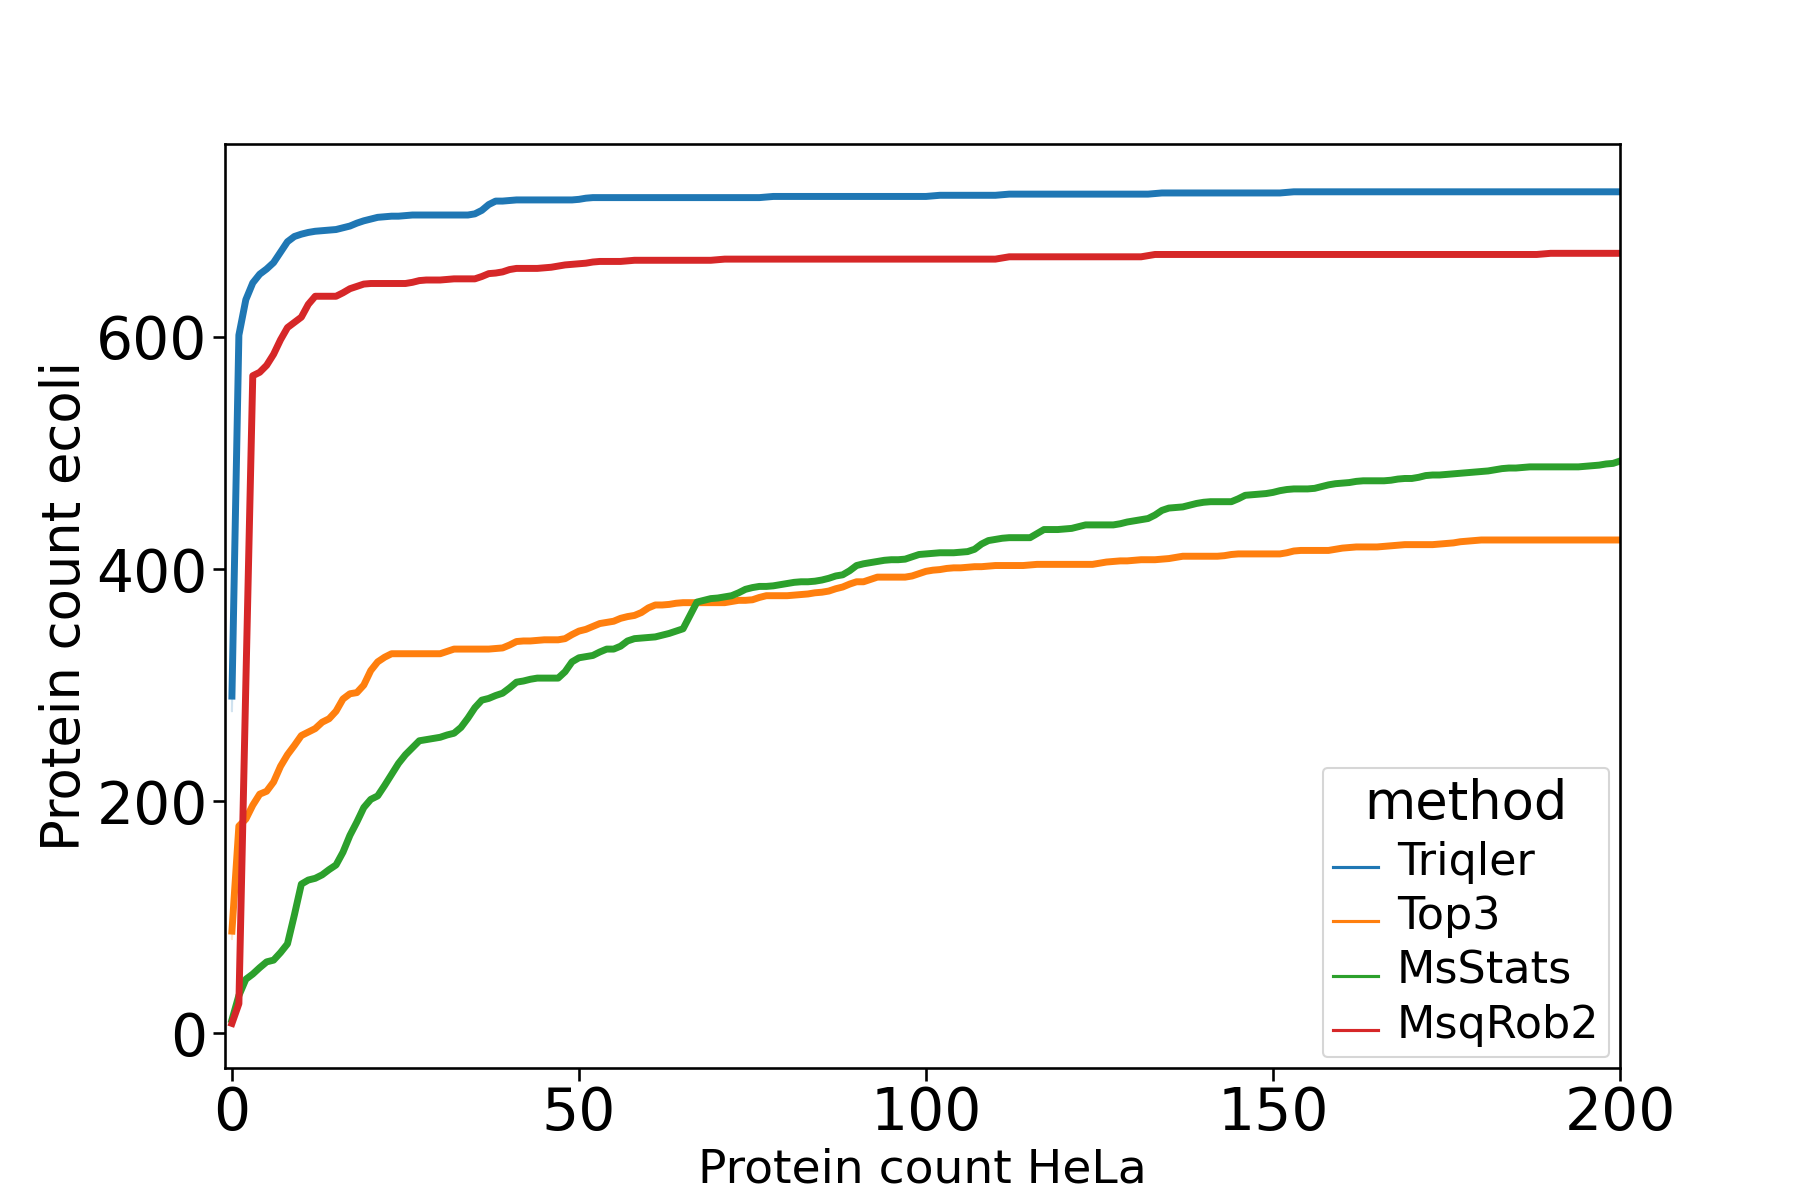 600
400
200
0
Protein count ecoli
0 50 100 150 200
Protein count HeLa
method
Triqler
Top3
MsStats
MsqRob2